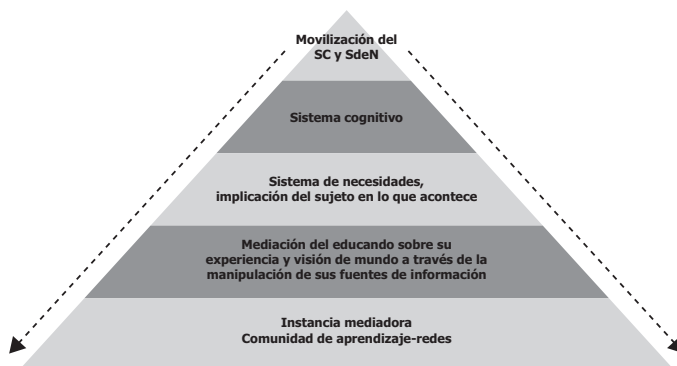 Movilización del
SC y SdeN
Sistema cognitivo
Sistema de necesidades,
implicación del sujeto en lo que acontece
Mediación del educando sobre su
experiencia y visión de mundo a través de la
manipulación de sus fuentes de información
Instancia mediadora
Comunidad de aprendizaje-redes